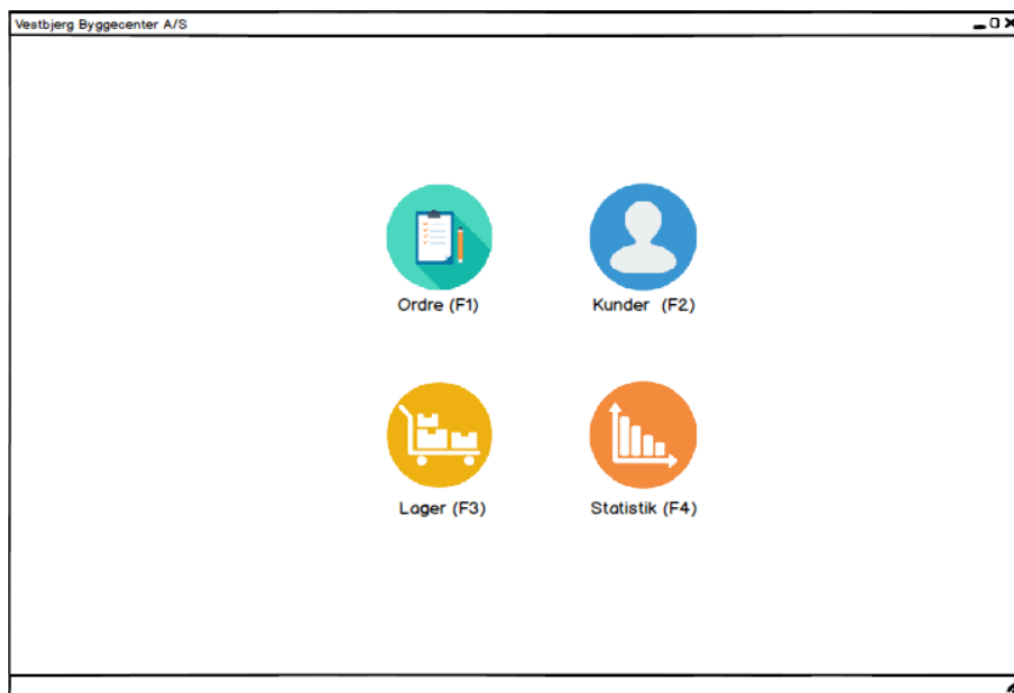 Vestbjerg Byggecenter A/S
Ordre (F1)
Kunder (F2)
Lager (F3)
Statistik (F4)